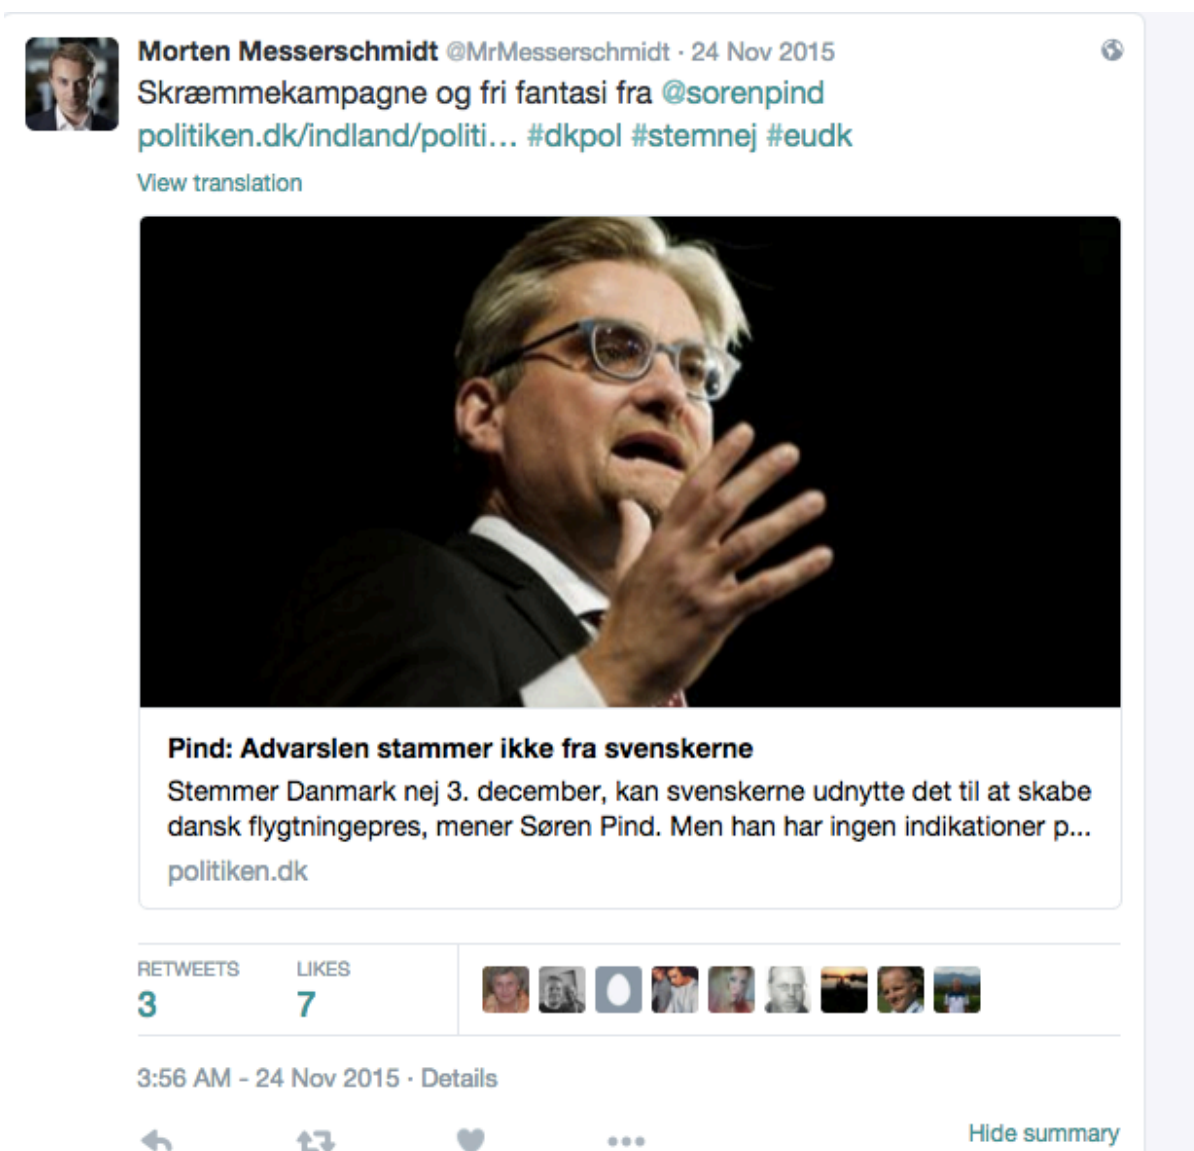 Morten Messerschmidt @MrMesserschmidt · 24 Nov 2015
Skræmmekampagne og fri fantasi fra @sorenpind
politiken.dk/indland/politi... #dkpol #stemnej #eudk
View translation
Pind: Advarslen stammer ikke fra svenskerne
Stemmer Danmark nej 3. december, kan svenskerne udnytte det til at skabe
dansk flygtningepres, mener Søren Pind. Men han har ingen indikationer p...
politiken.dk
RETWEETS LIKES
3 7
3:56 AM - 24 Nov 2015 · Details
Hide summary